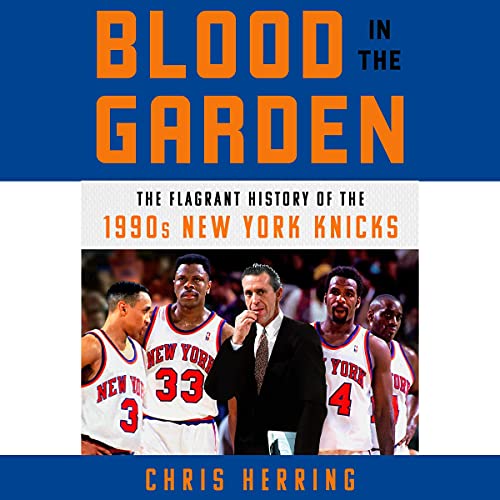 BLOOD
IN
THE
GARDEN
THE FLAGRANT HISTORY OF THE
1990s NEW YORK KNICKS
NEW YORK
3
NEW YORK
33
YORK
4
CHRIS HERRING